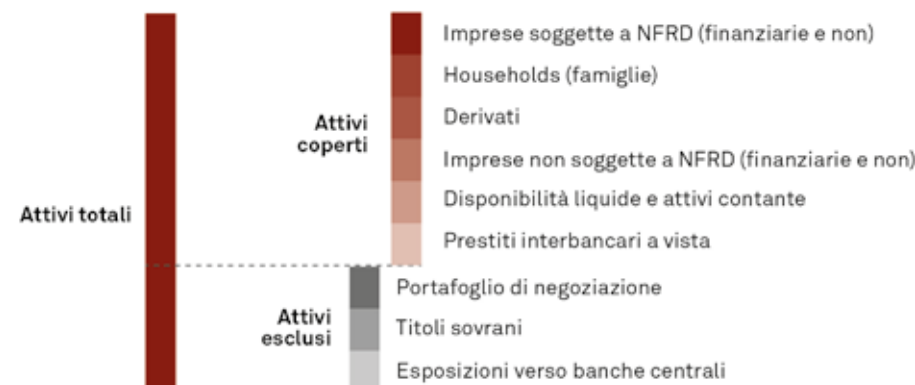 Imprese soggette a NFRD (finanziarie e non)
Households (famiglie)
Attivi
coperti
Derivati
Imprese non soggette a NFRD (finanziarie e non)
Disponibilità liquide e attivi contante
Attivi totali
Prestiti interbancari a vista
Portafoglio di negoziazione
Attivi
esclusi
Titoli sovrani
Esposizioni verso banche centrali